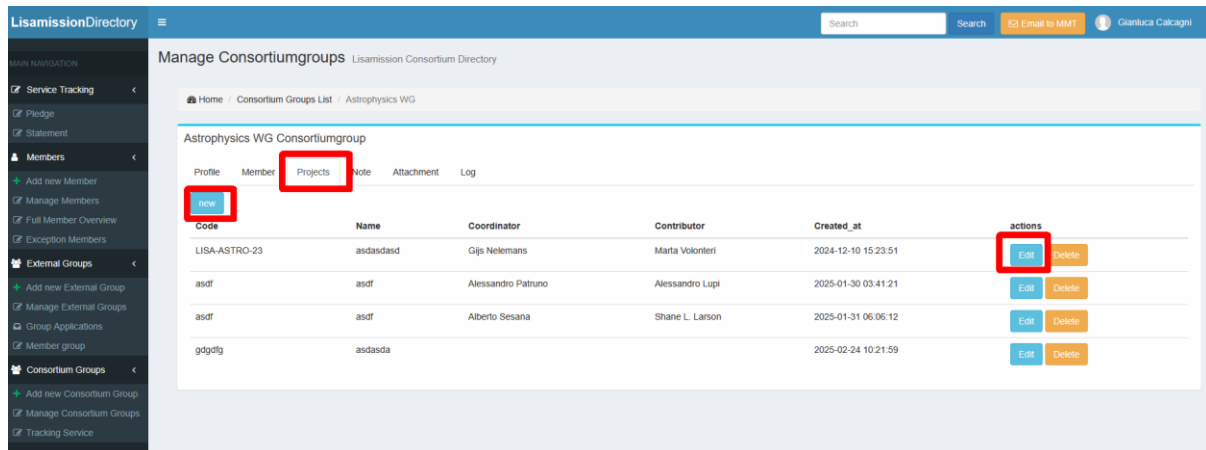 LisamissionDirectory
Search Search Email to MMT Gianluca Calcagni
MAIN NAVIGATION
Service Tracking
Pledge
Statement
Members
Add new Member
Manage Members
Full Member Overview
Exception Members
External Groups
Add new External Group
Manage External Groups
Group Applications
Member group
Consortium Groups
Add new Consortium Group
Manage Consortium Groups
Tracking Service
Manage Consortiumgroups Lisamission Consortium Directory
Home / Consortium Groups List / Astrophysics WG
Astrophysics WG Consortiumgroup
Profile Member Projects Note Attachment Log
new
Code Name Coordinator Contributor Created_at actions
LISA-ASTRO-23 asdasdasd Gijs Nelemans Marta Volonteri 2024-12-10 15:23:51 Edit Delete
asdf asdf Alessandro Patruno Alessandro Lupi 2025-01-30 03:41:21 Edit Delete
asdf asdf Alberto Sesana Shane L. Larson 2025-01-31 06:06:12 Edit Delete
gdgdfg asdasda 2025-02-24 10:21:59 Edit Delete